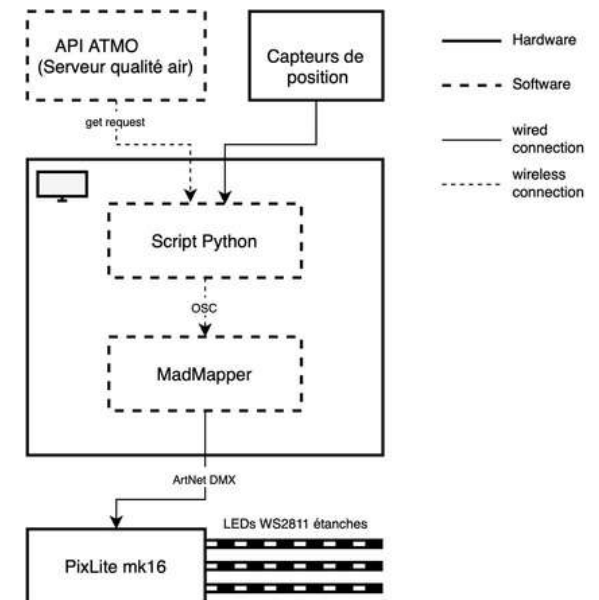 API ATMO
(Serveur qualité air)
Capteurs de
position
get request
Script Python
OSC
MadMapper
ArtNet DMX
LEDs WS2811 étanches
PixLite mk16
Hardware
Software
wired
connection
wireless
connection